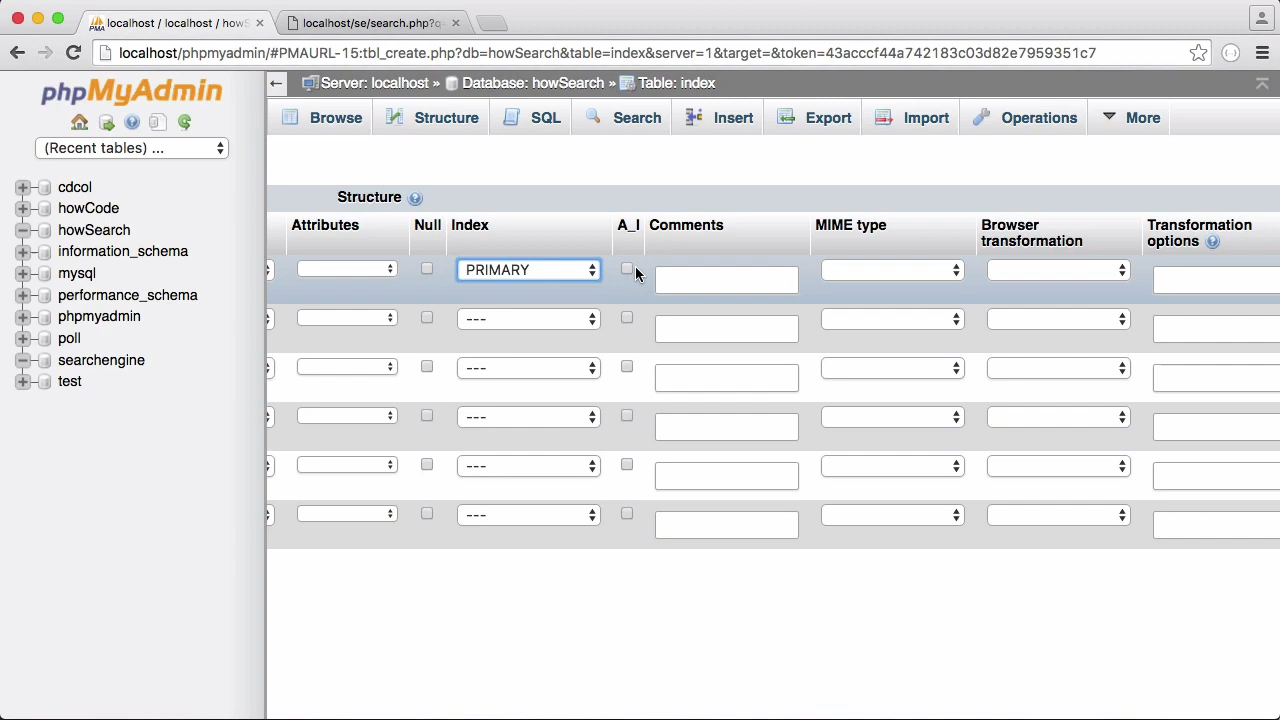 localhost / localhost / howS
localhost/se/search.php?q
localhost/phpmyadmin/#PMAURL-15:tbl_create.php?db=howSearch&table=index&server=1&target=&token=43acccf44a742183c03d82e7959351c7
phpMyAdmin
(Recent tables) ...
cdcol
howCode
howSearch
information_schema
mysql
performance_schema
phpmyadmin
poll
searchengine
test
Server: localhost » Database: howSearch » Table: index
Browse Structure SQL Search Insert Export Import Operations More
Structure
Attributes Null Index A_I Comments MIME type Browser transformation Transformation options
PRIMARY
---
---
---
---
---